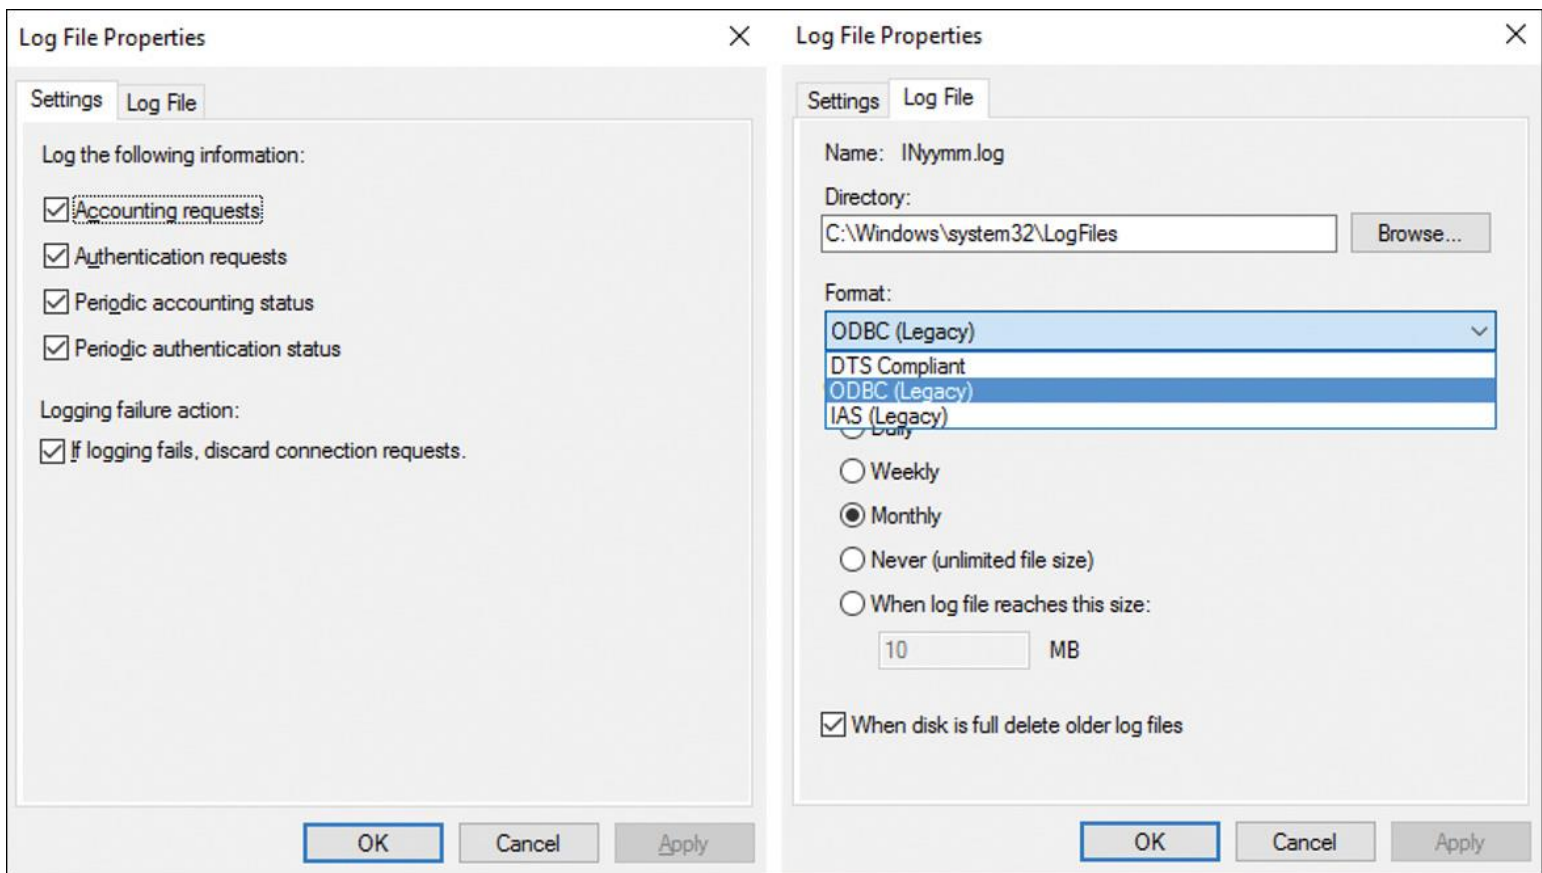 Log File Properties
Settings
Log File
Log the following information:
Accounting requests
Authentication requests
Periodic accounting status
Periodic authentication status
Logging failure action:
If logging fails, discard connection requests.
OK
Cancel
Apply
Log File Properties
Settings
Log File
Name: INyymm.log
Directory:
C:\Windows\system32\LogFiles
Browse...
Format:
ODBC (Legacy)
DTS Compliant
ODBC (Legacy)
IAS (Legacy)
Daily
Weekly
Monthly
Never (unlimited file size)
When log file reaches this size:
10 MB
When disk is full delete older log files
OK
Cancel
Apply